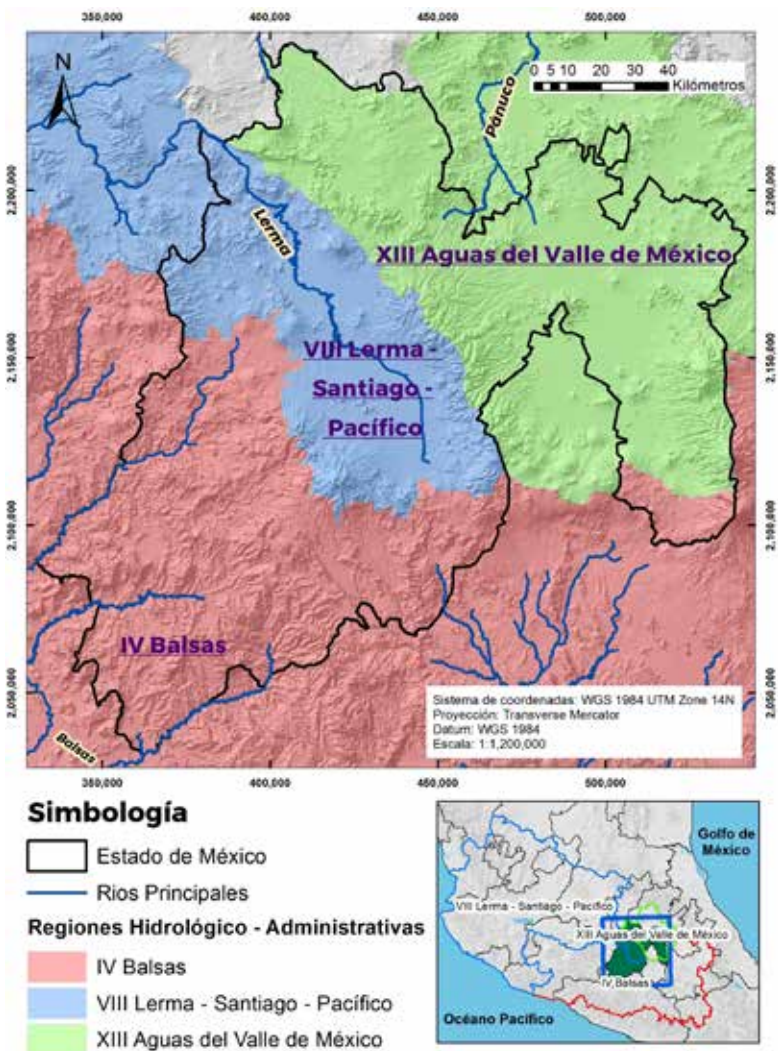 350,000 400,000 450,000 500,000
N
0 5 10 20 30 40
Kilómetros
Pánuco
2,200,000
2,200,000
Lerma
XIII Aguas del Valle de México
2,150,000
2,150,000
VIII Lerma -
Santiago -
Pacífico
2,100,000
2,100,000
IV Balsas
2,050,000
2,050,000
Sistema de coordenadas: WGS 1984 UTM Zone 14N
Proyección: Transverse Mercator
Datum: WGS 1984
Escala: 1:1,200,000
Balsas
350,000 400,000 450,000 500,000
Simbología
Estado de México
Rios Principales
Regiones Hidrológico - Administrativas
IV Balsas
VIII Lerma - Santiago - Pacífico
XIII Aguas del Valle de México
Golfo de
México
VIII Lerma - Santiago - Pacífico
XIII Aguas del Valle de México
IV Balsas
Océano Pacífico